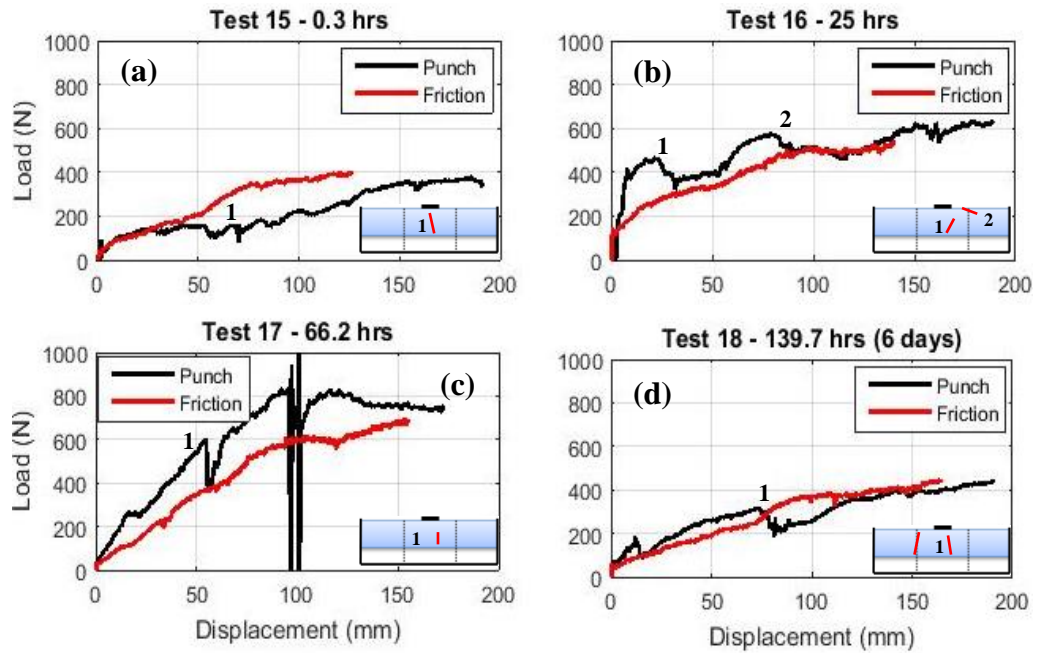 Test 15 - 0.3 hrs
1000
800
600
400
200
0
Load (N)
(a)
Punch
Friction
1
1
0 50 100 150 200
Test 16 - 25 hrs
1000
800
600
400
200
0
(b)
Punch
Friction
1
2
1
2
0 50 100 150 200
Test 17 - 66.2 hrs
1000
800
600
400
200
0
Load (N)
Punch
Friction
(c)
1
1
0 50 100 150 200
Displacement (mm)
Test 18 - 139.7 hrs (6 days)
1000
800
600
400
200
0
(d)
Punch
Friction
1
1
0 50 100 150 200
Displacement (mm)